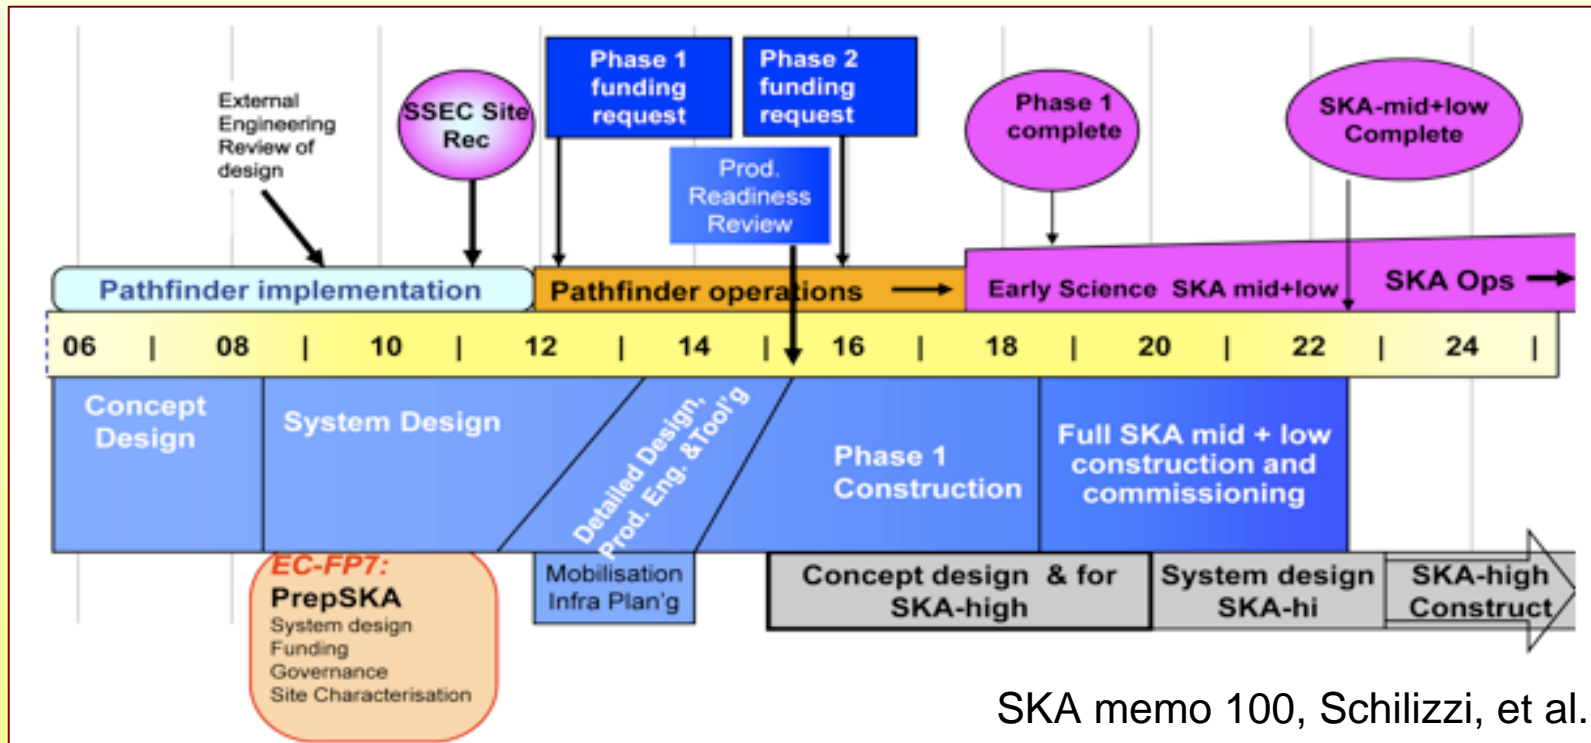 External
Engineering
Review of
design
SSEC Site
Rec
Phase 1
funding
request
Phase 2
funding
request
Prod.
Readiness
Review
Phase 1
complete
SKA-mid+low
Complete
Pathfinder implementation
Pathfinder operations
Early Science SKA mid+low
SKA Ops
06 | 08 | 10 | 12 | 14 | 16 | 18 | 20 | 22 | 24 |
Concept
Design
System Design
Detailed Design,
Prod. Eng. &Tool'g
Phase 1
Construction
Full SKA mid + low
construction and
commissioning
EC-FP7:
PrepSKA
System design
Funding
Governance
Site Characterisation
Mobilisation
Infra Plan'g
Concept design & for
SKA-high
System design
SKA-hi
SKA-high
Construct
SKA memo 100, Schilizzi, et al.